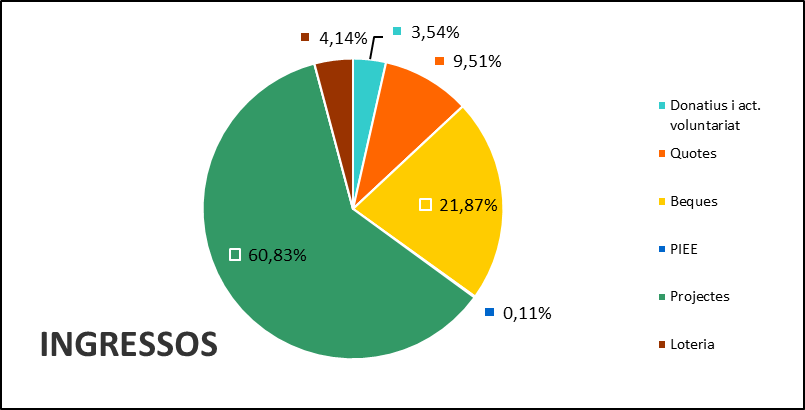 4,14%
3,54%
9,51%
21,87%
60,83%
0,11%
INGRESSOS
Donatius i act.
voluntariat
Quotes
Beques
PIEE
Projectes
Loteria